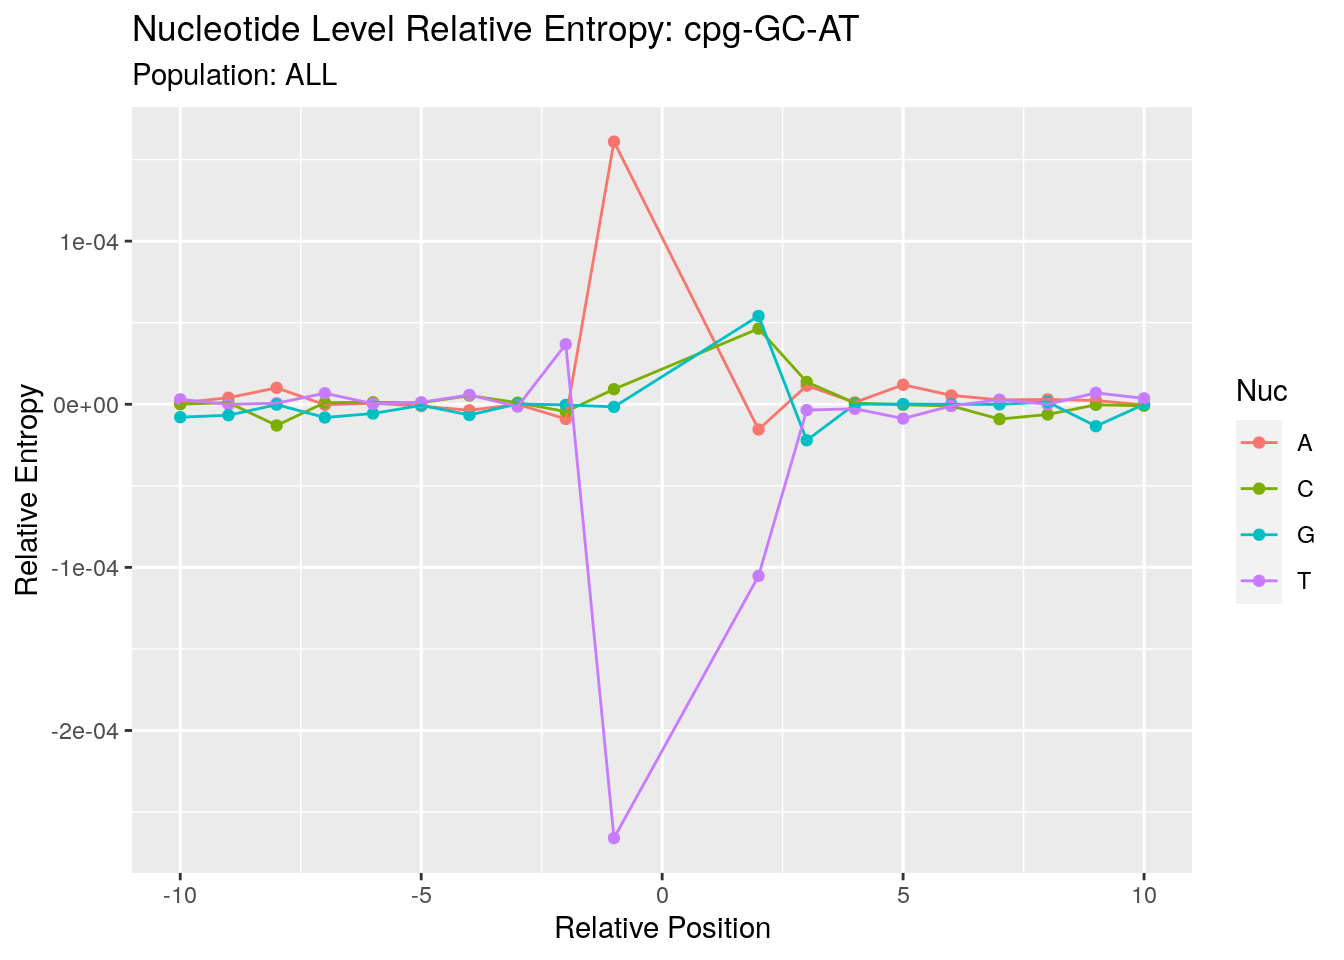 Nucleotide Level Relative Entropy: cpg-GC-AT
Population: ALL
1e-04
0e+00
-1e-04
-2e-04
Relative Entropy
-10
-5
0
5
10
Relative Position
Nuc
A
C
G
T